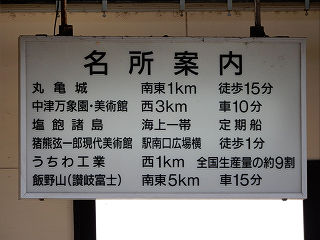 名所案内
丸亀城 南東1km 徒歩15分
中津万象園・美術館 西3km 車10分
塩飽諸島 海上一帯 定期船
猪熊弦一郎現代美術館 駅南口広場横 徒歩1分
うちわ工業 西1km 全国生産量の約9割
飯野山(讃岐富士) 南東5km 車15分